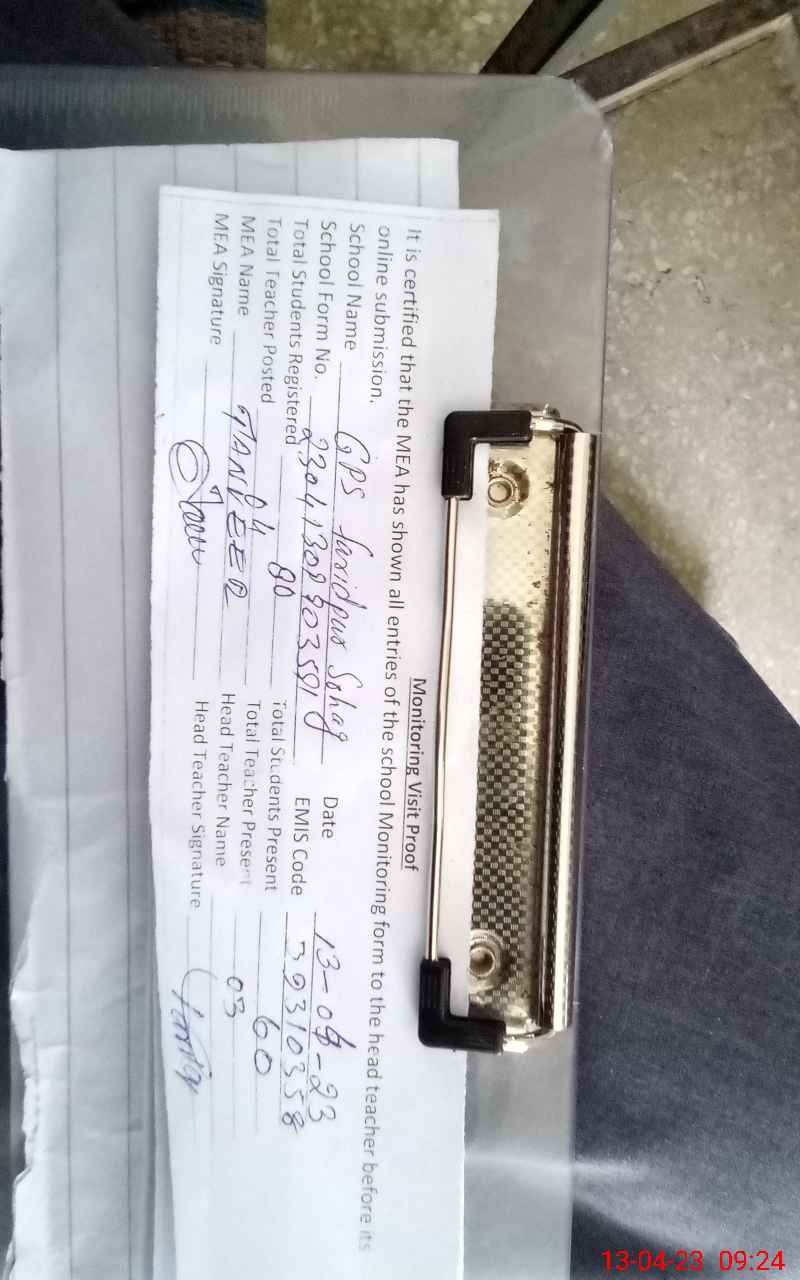 Monitoring Visit Proof
It is certified that the MEA has shown all entries of the school Monitoring form to the head teacher before its
online submission.
School Name GPS faridpur Sohag Date 13-04-23
School Form No. 2304130890359 EMIS Code 39310358
Total Students Registered 80 Total Students Present 60
Total Teacher Posted 04 Total Teacher Present 03
MEA Name TANVEER Head Teacher Name
MEA Signature Head Teacher Signature
13-04-23 09:24